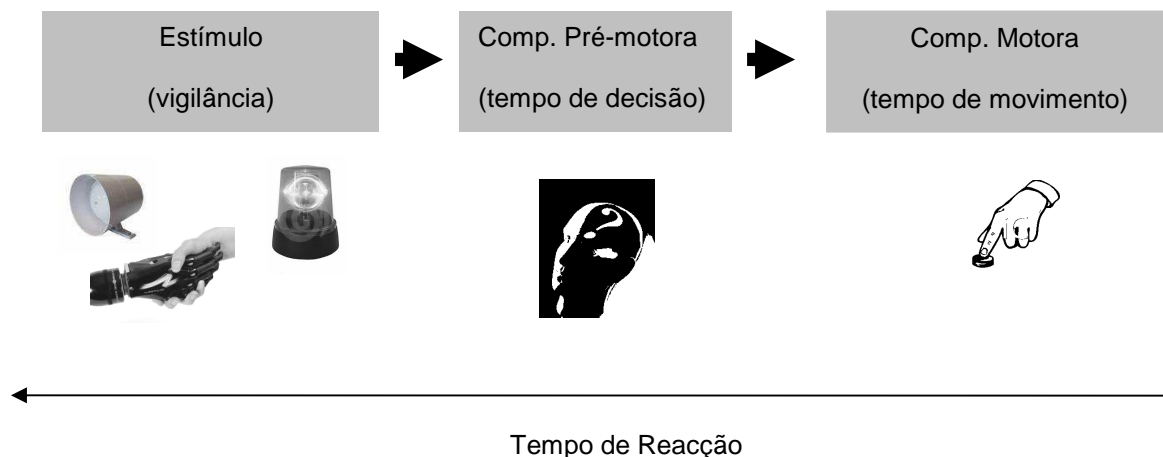 Estímulo
(vigilância)
Comp. Pré-motora
(tempo de decisão)
Comp. Motora
(tempo de movimento)
Tempo de Reacção